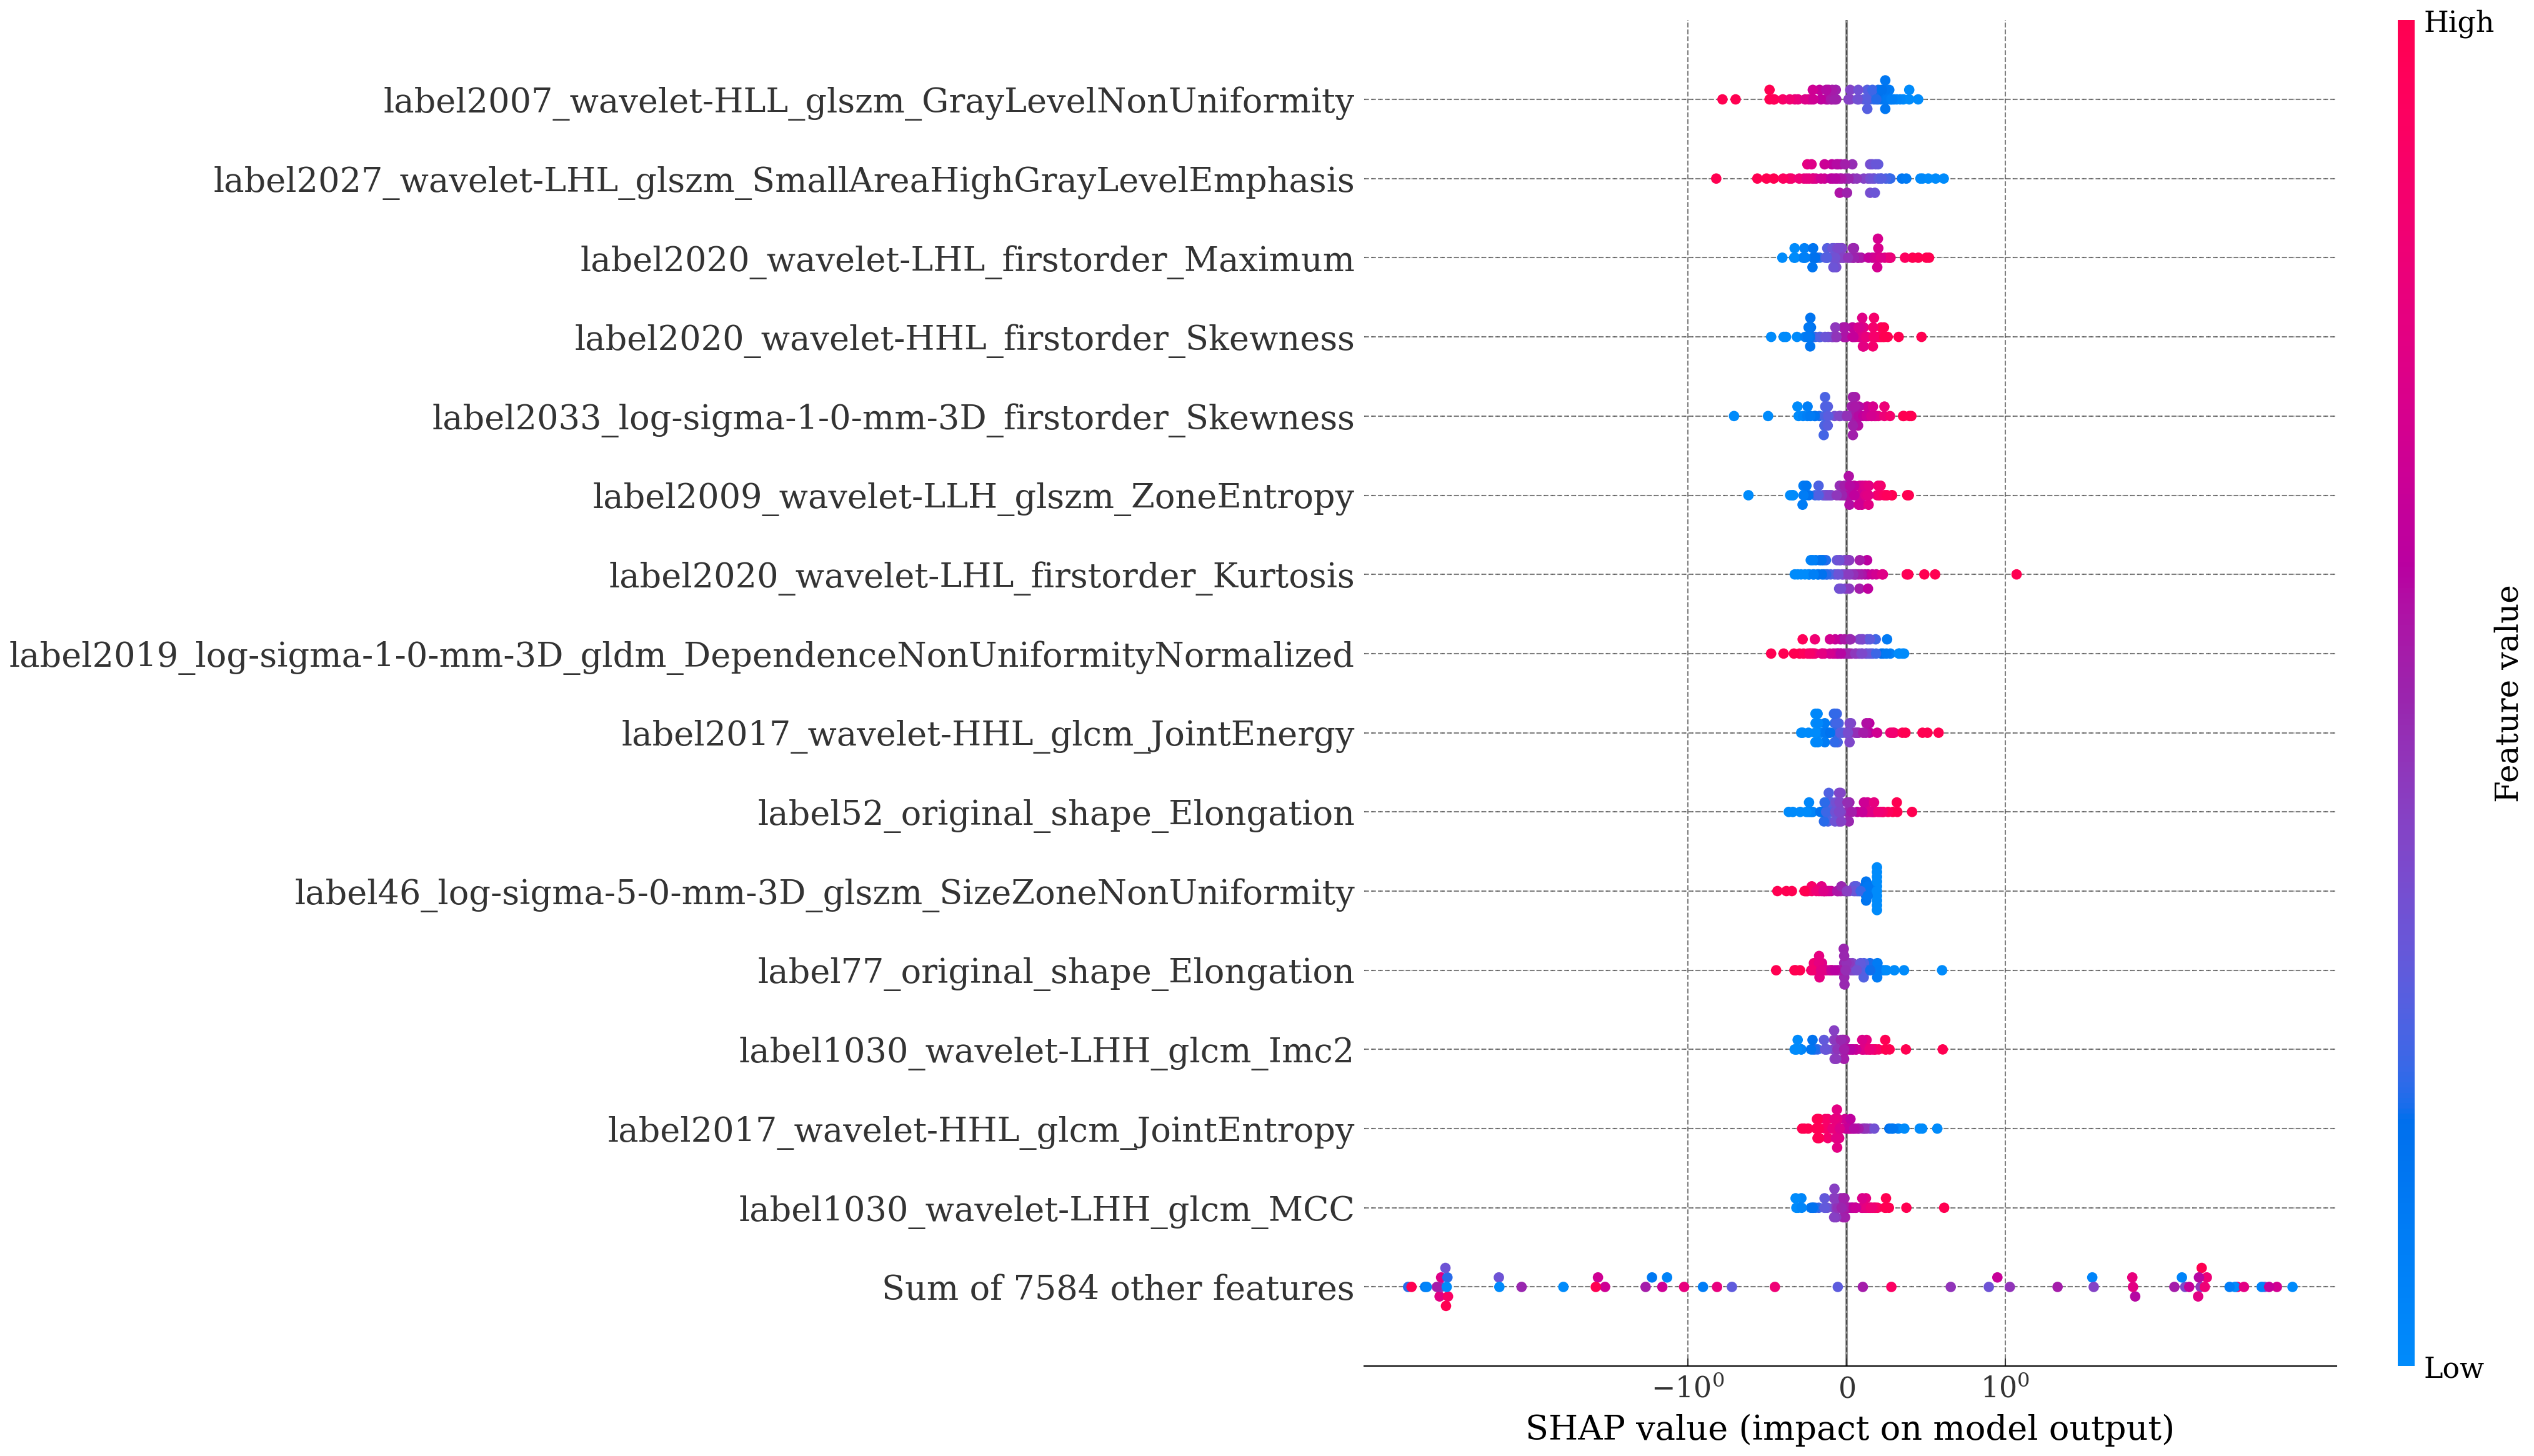 High
label2007_wavelet-HLL_glszm_GrayLevelNonUniformity
label2027_wavelet-LHL_glszm_SmallAreaHighGrayLevelEmphasis
label2020_wavelet-LHL_firstorder_Maximum
label2020_wavelet-HHL_firstorder_Skewness
label2033_log-sigma-1-0-mm-3D_firstorder_Skewness
label2009_wavelet-LLH_glszm_ZoneEntropy
label2020_wavelet-LHL_firstorder_Kurtosis
label2019_log-sigma-1-0-mm-3D_gldm_DependenceNonUniformityNormalized
label2017_wavelet-HHL_glcm_JointEnergy
label52_original_shape_Elongation
label46_log-sigma-5-0-mm-3D_glszm_SizeZoneNonUniformity
label77_original_shape_Elongation
label1030_wavelet-LHH_glcm_Imc2
label2017_wavelet-HHL_glcm_JointEntropy
label1030_wavelet-LHH_glcm_MCC
Sum of 7584 other features
Feature value
Low
−10⁰ 0 10⁰
SHAP value (impact on model output)